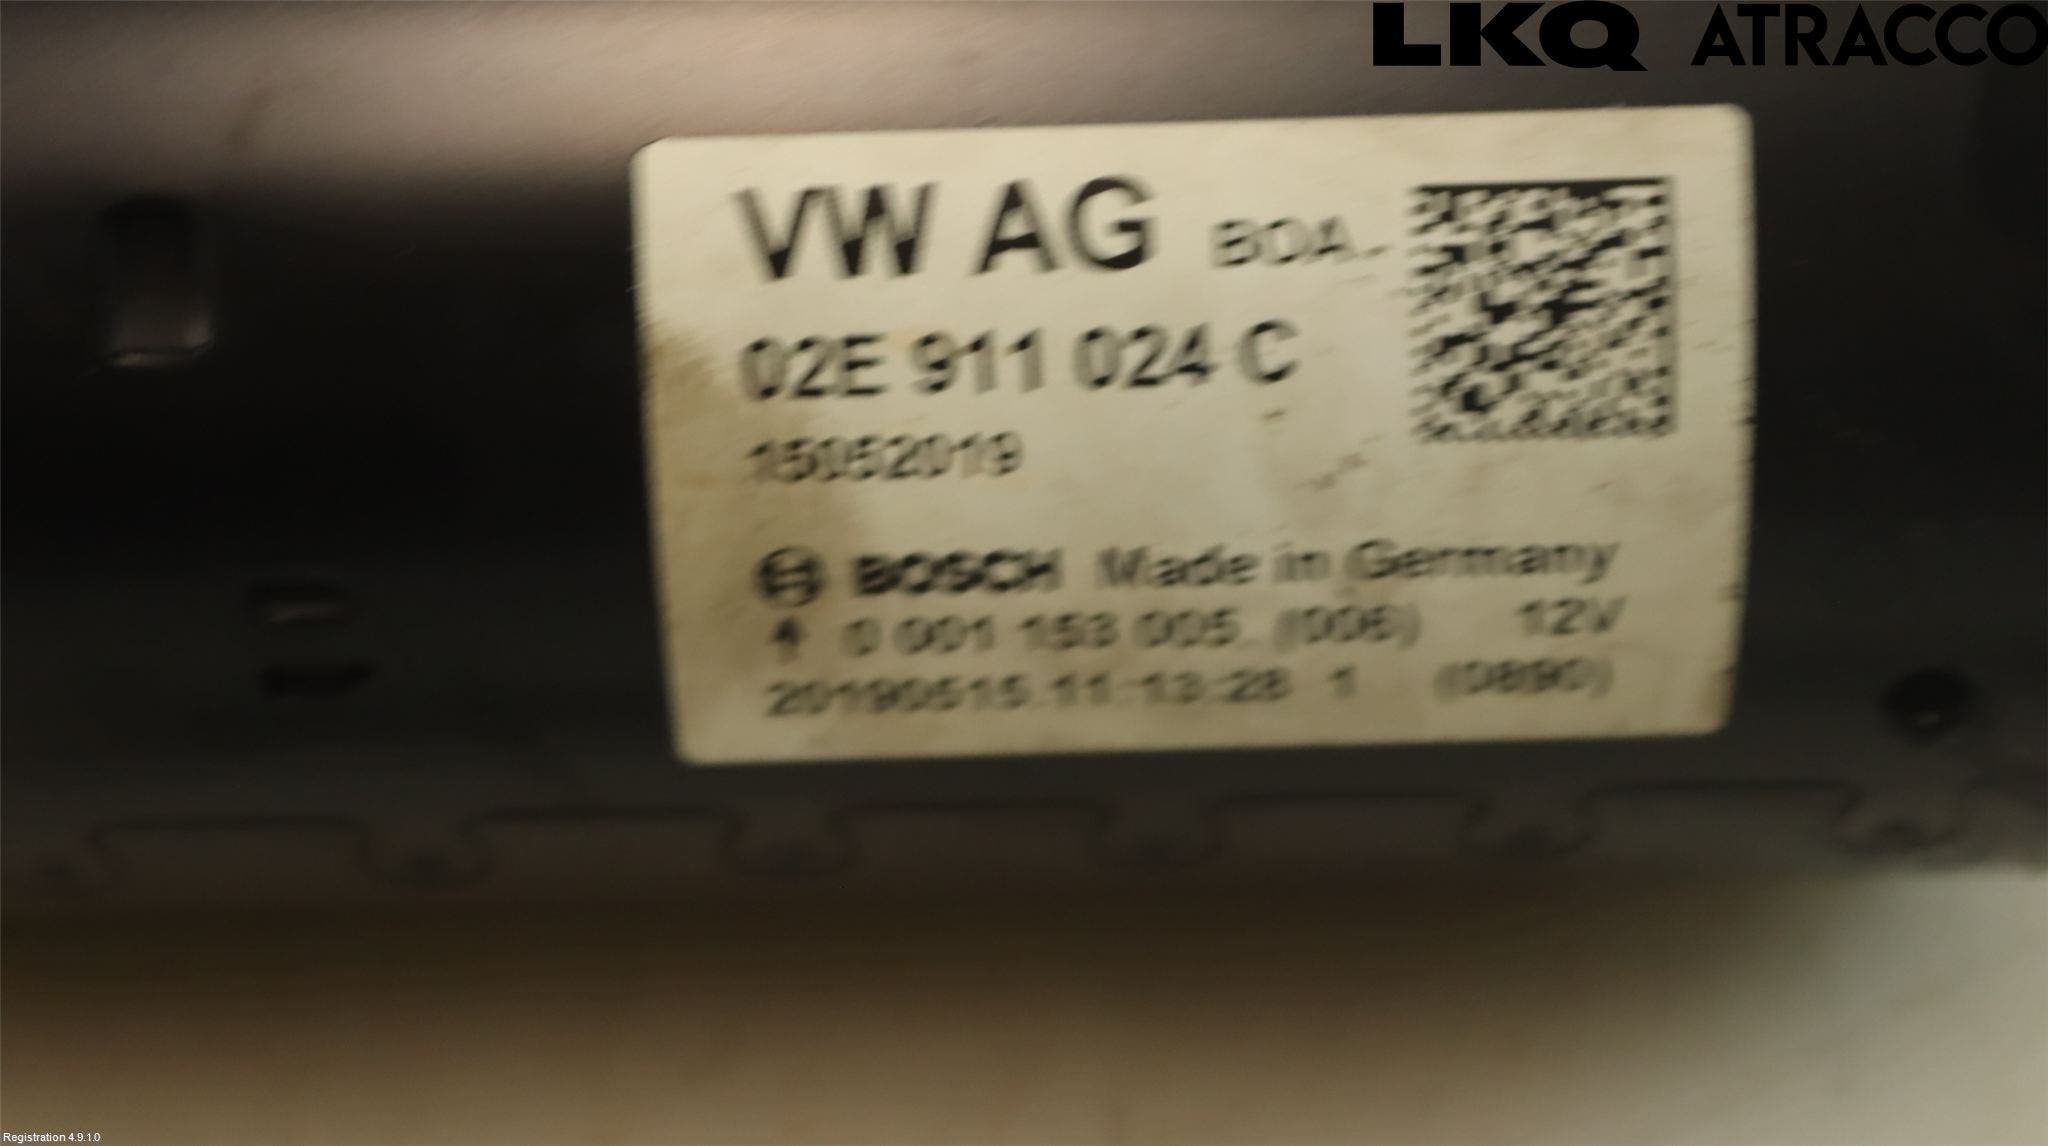 LKQ ATRACCO
VW AG BOA-
02E 911 024 C
15052019
BOSCH Made in Germany
0 001 153 005 (006) 12V
20190515.11:13:28 1 (0890)
Registration 4.9.1.0